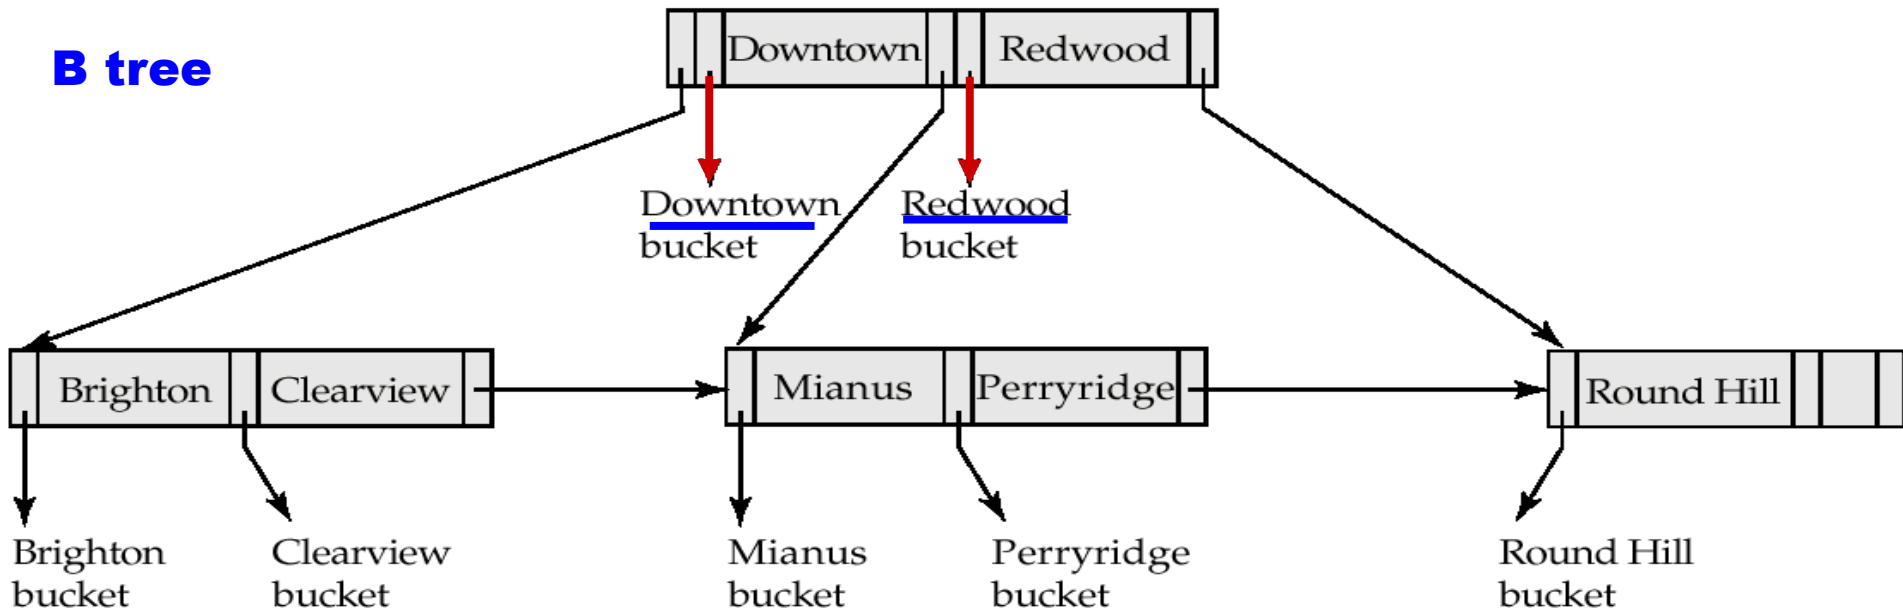 B tree
Downtown
Redwood
Downtown
bucket
Redwood
bucket
Brighton
Clearview
Mianus
Perryridge
Round Hill
Brighton
bucket
Clearview
bucket
Mianus
bucket
Perryridge
bucket
Round Hill
bucket